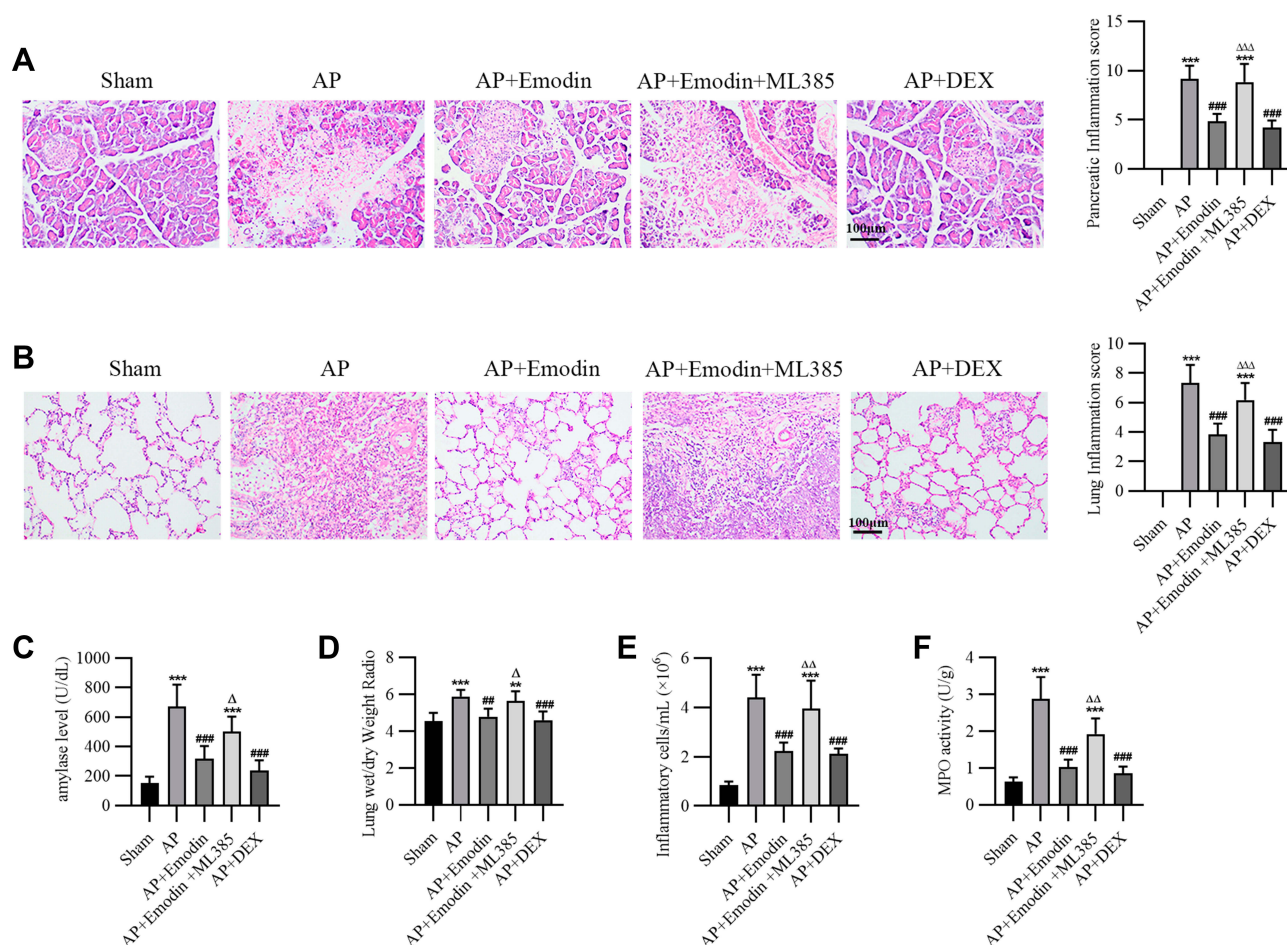 A
Sham
AP
AP+Emodin
AP+Emodin+ML385
AP+DEX
100μm
Pancreatic Inflammation score
15
10
5
0
***
###
ΔΔΔ
***
###
Sham
AP
AP+Emodin
AP+Emodin +ML385
AP+DEX
B
Sham
AP
AP+Emodin
AP+Emodin+ML385
AP+DEX
100μm
Lung Inflammation score
10
8
6
4
2
0
***
###
ΔΔΔ
***
###
Sham
AP
AP+Emodin
AP+Emodin +ML385
AP+DEX
C
amylase level (U/dL)
1000
800
600
400
200
0
***
###
Δ
***
###
Sham
AP
AP+Emodin
AP+Emodin +ML385
AP+DEX
D
Lung wet/dry Weight Radio
8
6
4
2
0
***
##
Δ
**
###
Sham
AP
AP+Emodin
AP+Emodin +ML385
AP+DEX
E
Inflammatory cells/mL (×10⁶)
6
4
2
0
***
###
ΔΔ
***
###
Sham
AP
AP+Emodin
AP+Emodin +ML385
AP+DEX
F
MPO activity (U/g)
4
3
2
1
0
***
###
ΔΔ
***
###
Sham
AP
AP+Emodin
AP+Emodin +ML385
AP+DEX